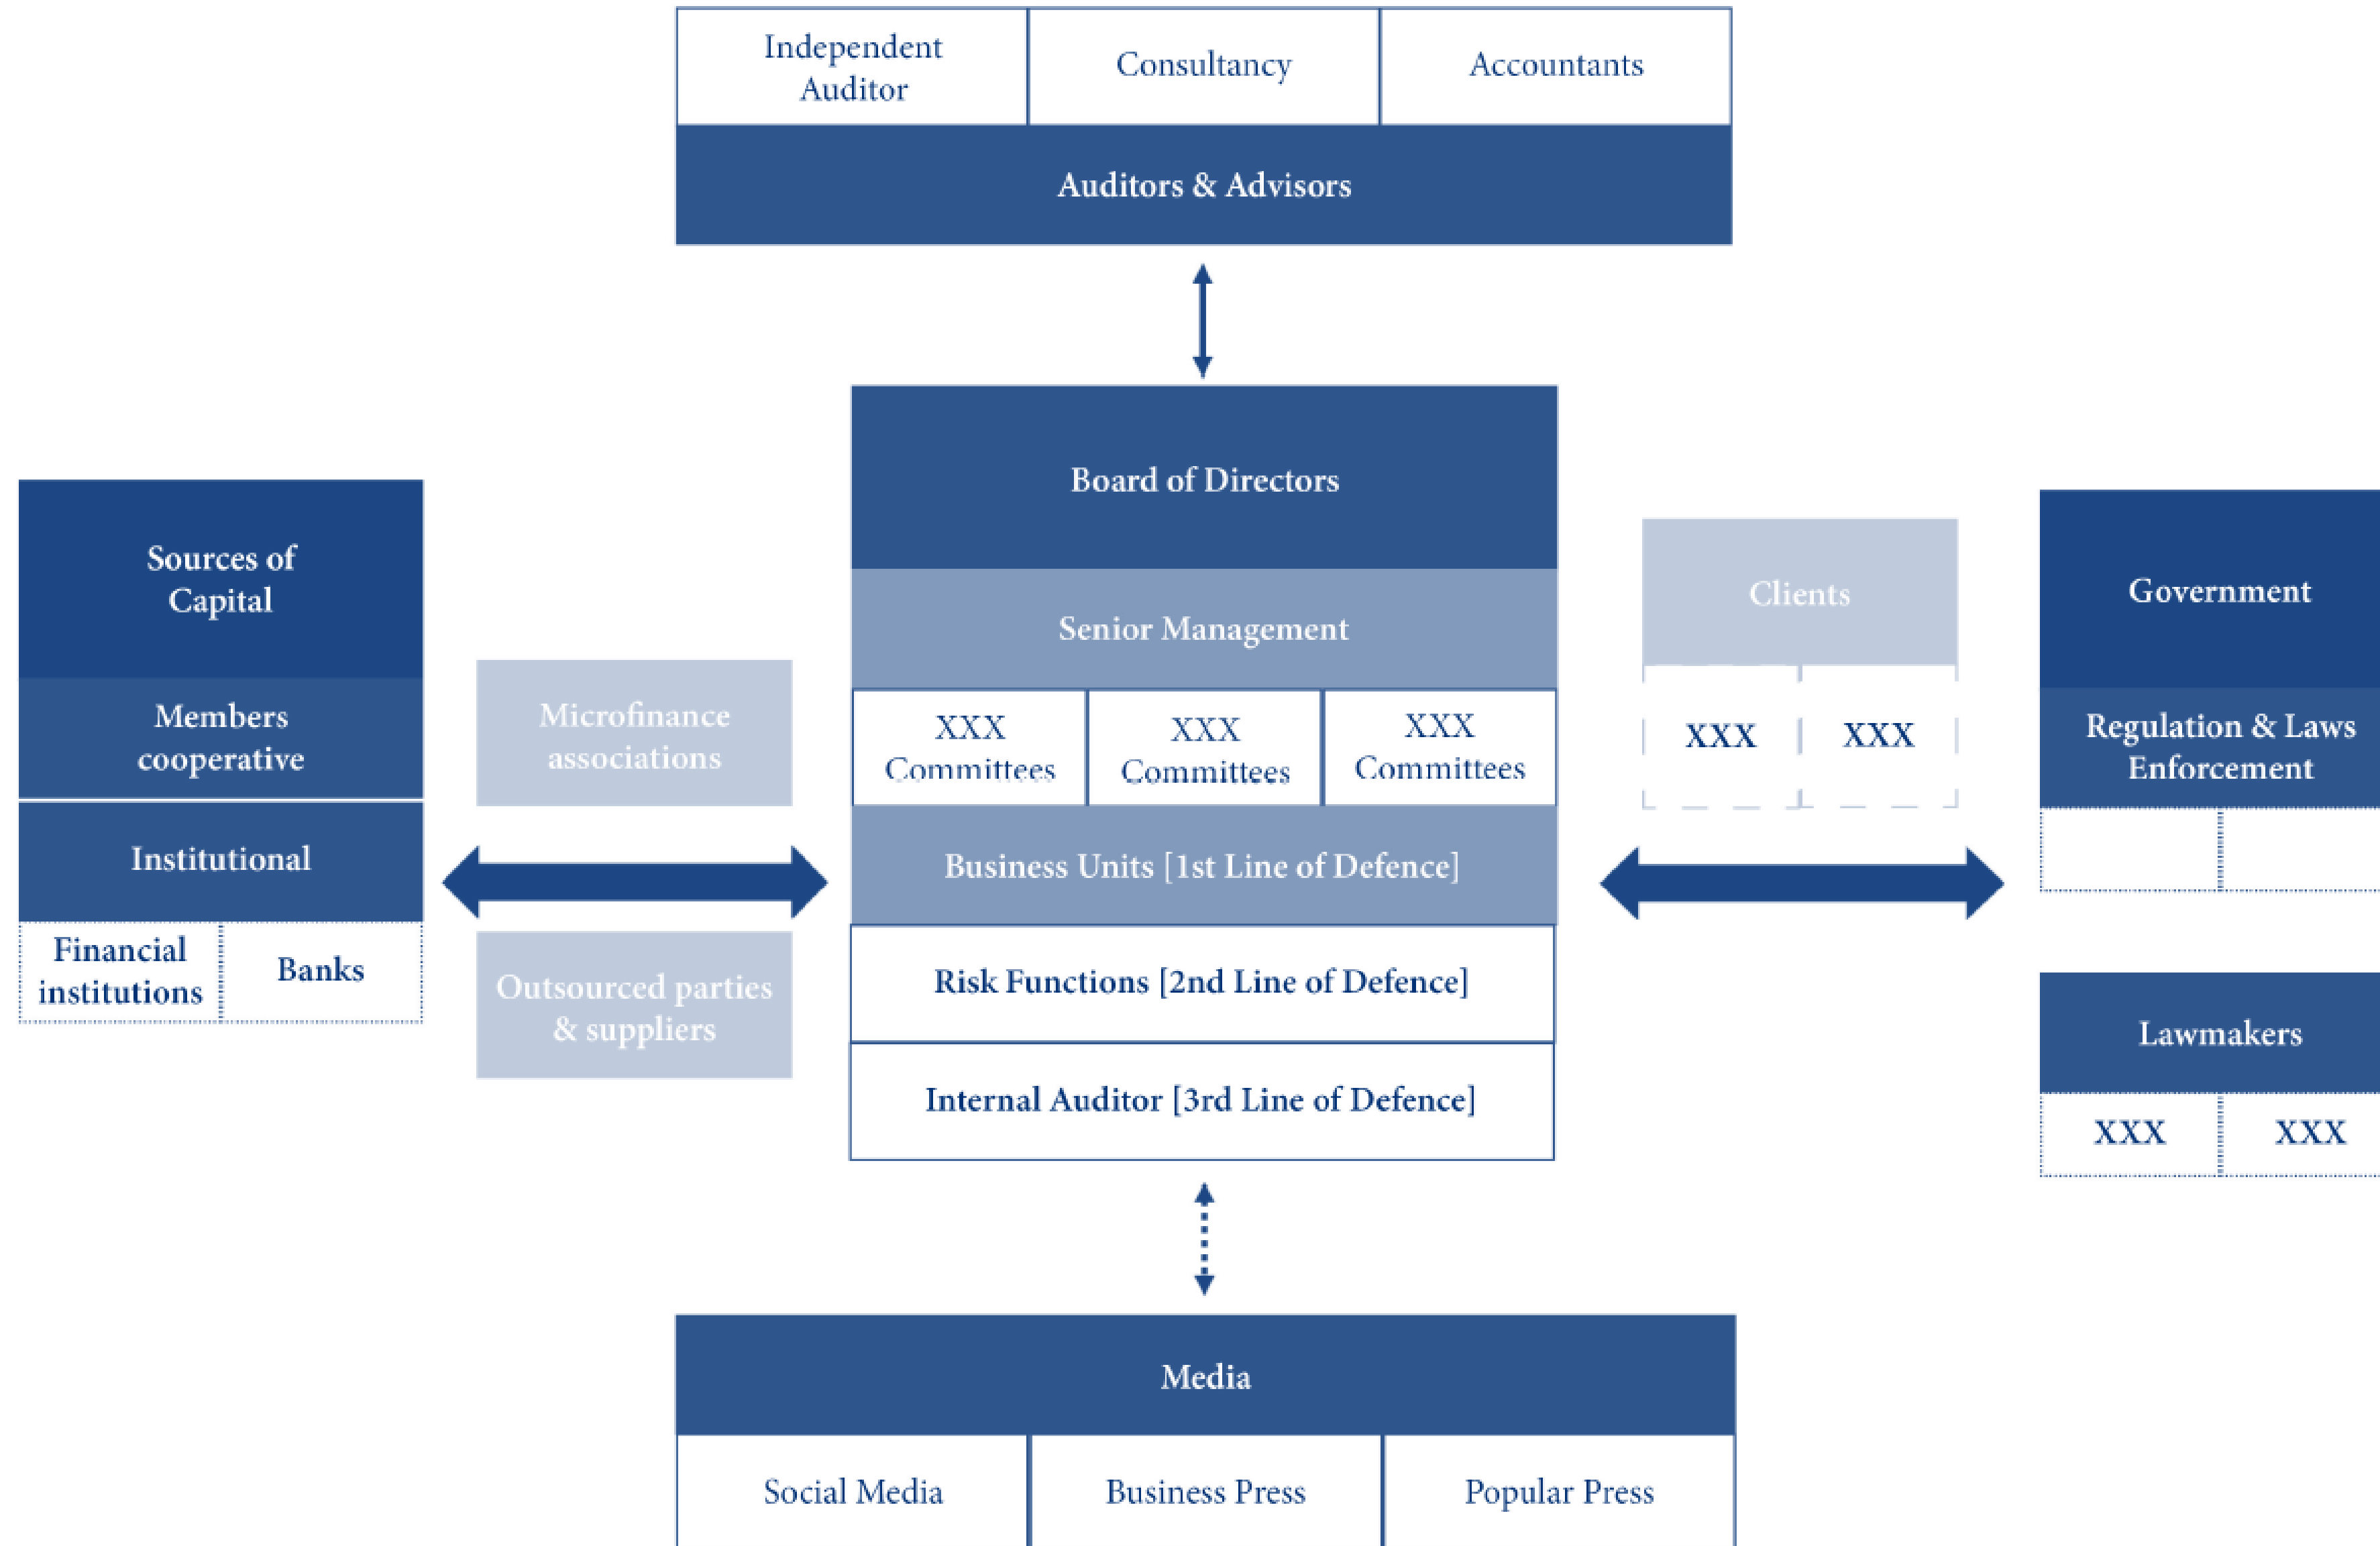 Independent
Auditor
Consultancy
Accountants
Auditors & Advisors
Board of Directors
Senior Management
XXX
Committees
XXX
Committees
XXX
Committees
Business Units [1st Line of Defence]
Risk Functions [2nd Line of Defence]
Internal Auditor [3rd Line of Defence]
Sources of
Capital
Members
cooperative
Institutional
Financial
institutions
Banks
Microfinance
associations
Outsourced parties
& suppliers
Clients
XXX
XXX
Government
Regulation & Laws
Enforcement
Lawmakers
XXX
XXX
Media
Social Media
Business Press
Popular Press